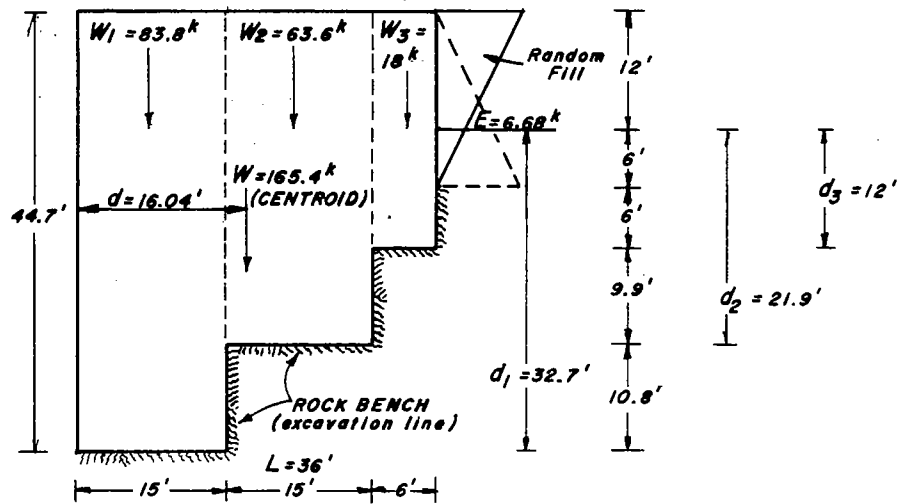 W1 = 83.8k
W2 = 63.6k
W3 =
18k
Random
Fill
12'
E = 6.68k
6'
d3 = 12'
W = 165.4k
(CENTROID)
d = 16.04'
44.7'
6'
9.9'
d2 = 21.9'
d1 = 32.7'
10.8'
ROCK BENCH
(excavation line)
L = 36'
15'
15'
6'